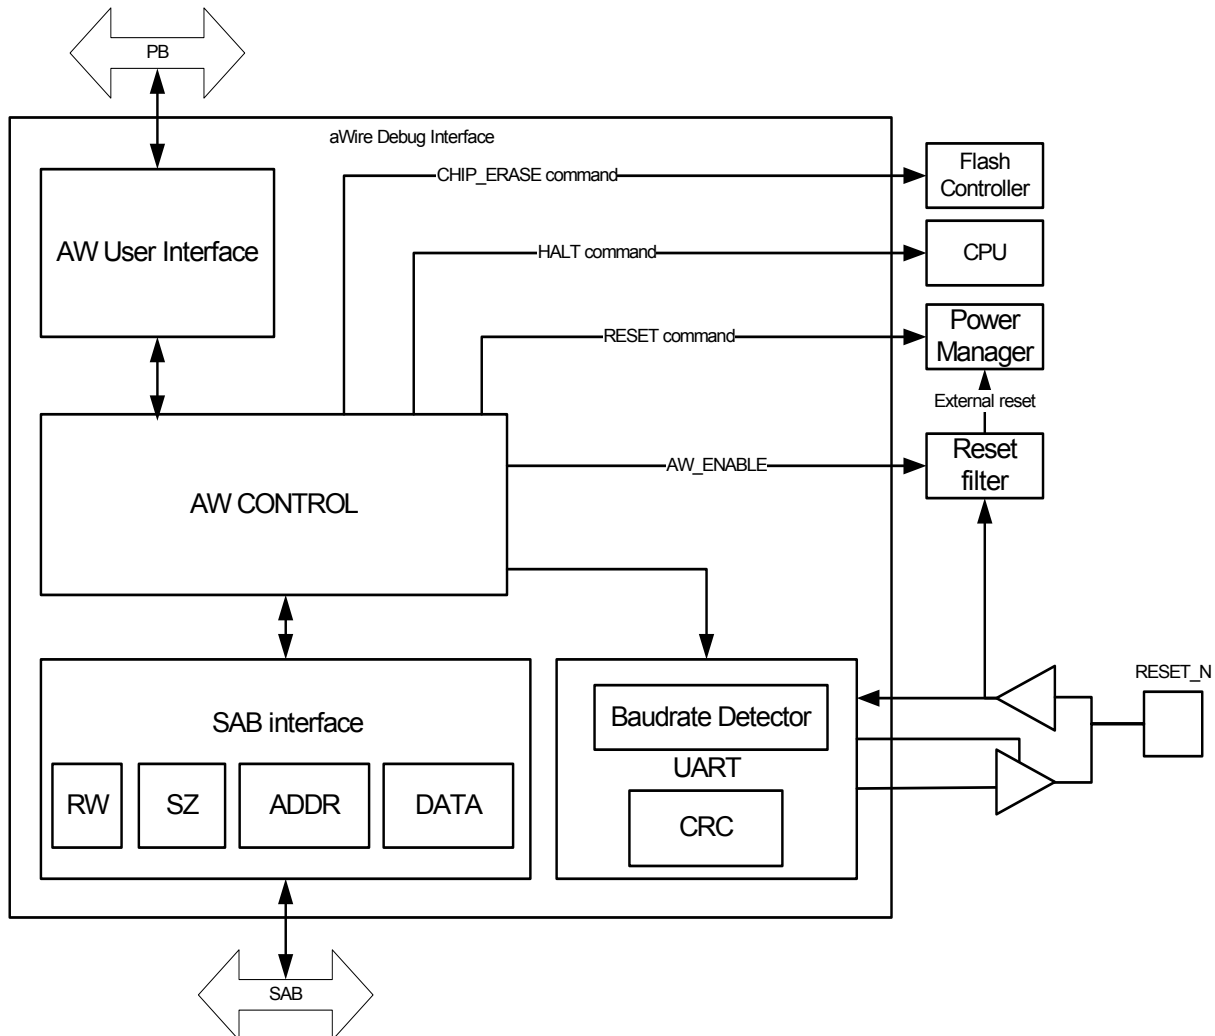 PB
aWire Debug Interface
CHIP_ERASE command
Flash
Controller
AW User Interface
HALT command
CPU
RESET command
Power
Manager
External reset
AW_ENABLE
Reset
filter
AW CONTROL
RESET_N
SAB interface
Baudrate Detector
UART
RW
SZ
ADDR
DATA
CRC
SAB